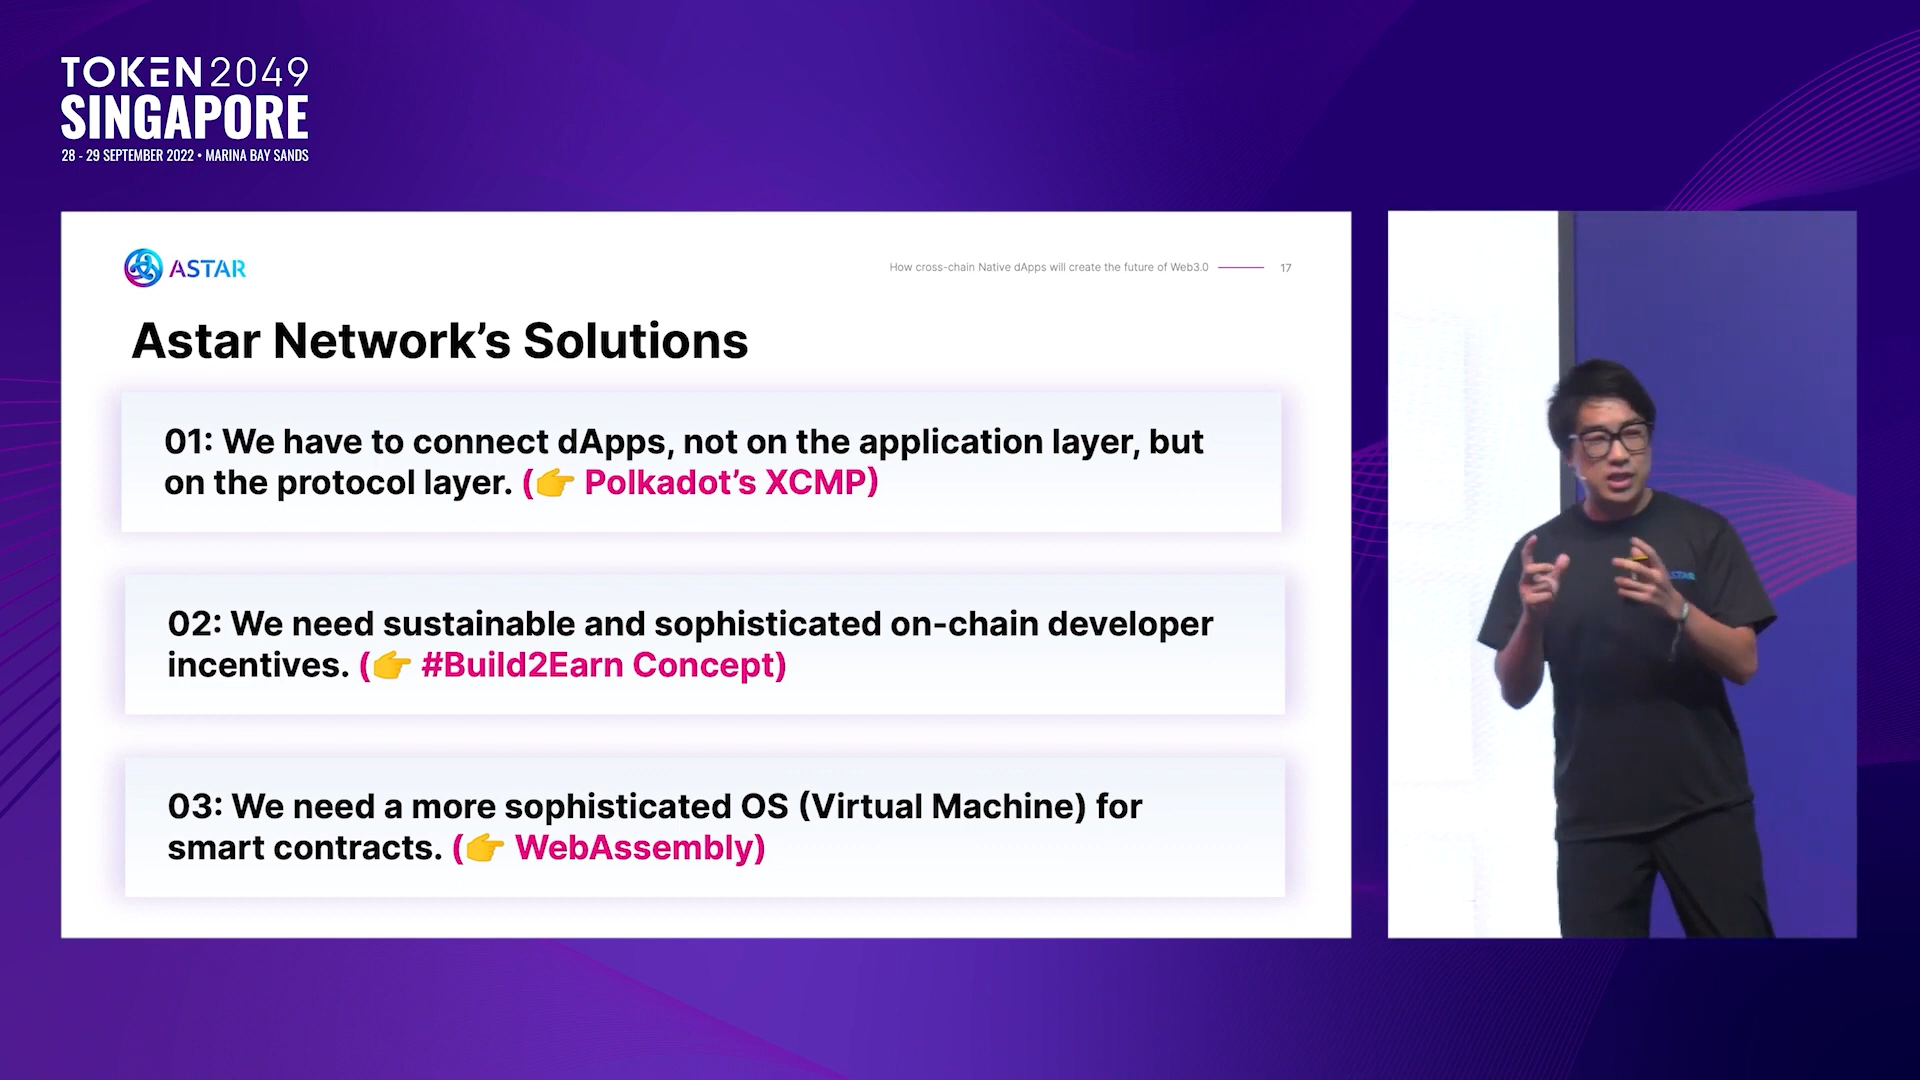 TOKEN2049
SINGAPORE
28 - 29 SEPTEMBER 2022 • MARINA BAY SANDS
ASTAR
How cross-chain Native dApps will create the future of Web3.0
17
Astar Network’s Solutions
01: We have to connect dApps, not on the application layer, but
on the protocol layer. (👉 Polkadot’s XCMP)
02: We need sustainable and sophisticated on-chain developer
incentives. (👉 #Build2Earn Concept)
03: We need a more sophisticated OS (Virtual Machine) for
smart contracts. (👉 WebAssembly)
ASTAR